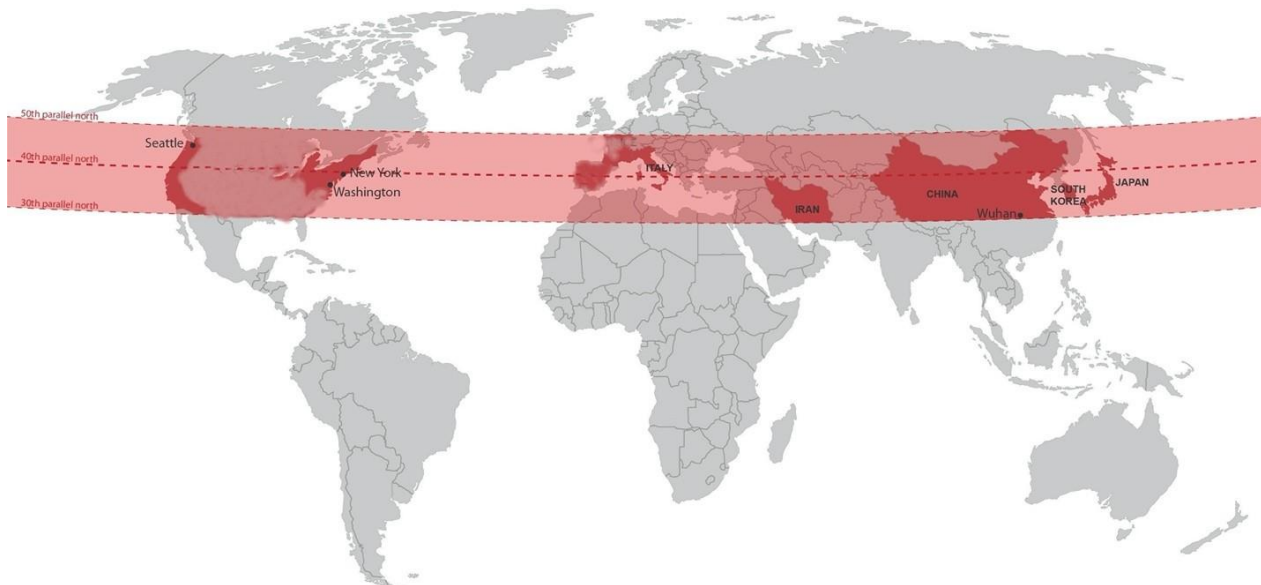 50th parallel north
Seattle
40th parallel north
New York
Washington
30th parallel north
ITALY
IRAN
CHINA
Wuhan
SOUTH
KOREA
JAPAN